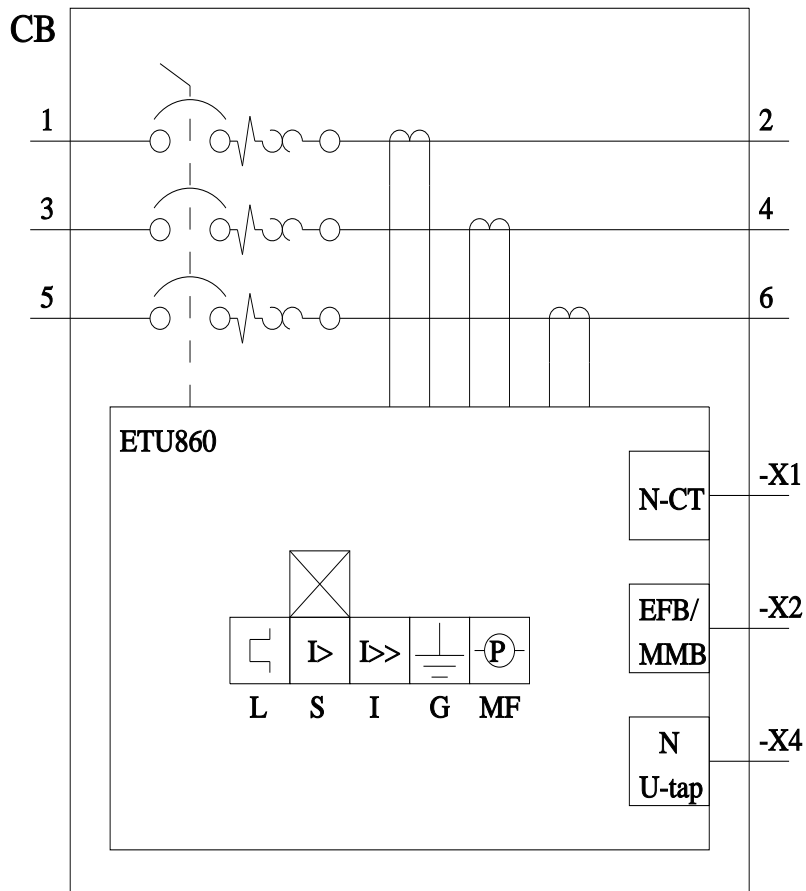 CB
1 2
3 4
5 6
ETU860
N-CT -X1
EFB/ -X2
MMB
I> I>> P
L S I G MF
N -X4
U-tap